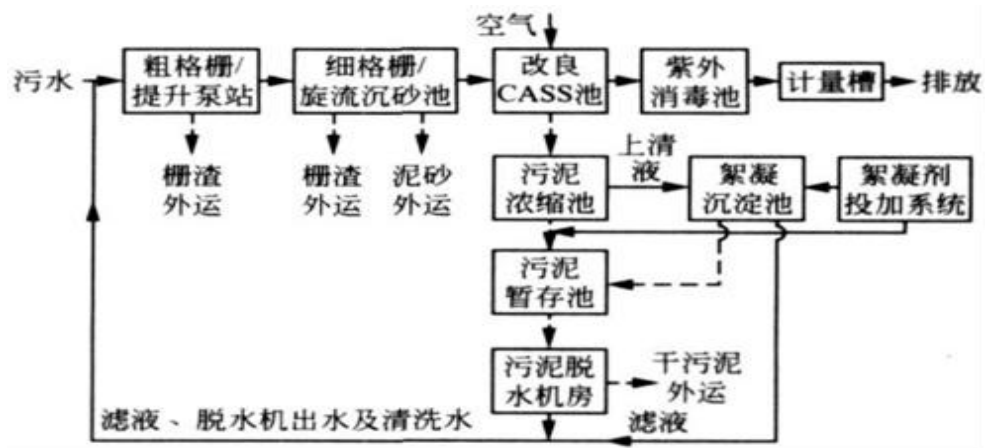 空气
污水
粗格栅/
提升泵站
细格栅/
旋流沉砂池
改良
CASS池
紫外
消毒池
计量槽
排放
栅渣
外运
栅渣
外运
泥砂
外运
污泥
浓缩池
上清
液
絮凝
沉淀池
絮凝剂
投加系统
污泥
暂存池
污泥脱
水机房
干污泥
外运
滤液、脱水机出水及清洗水
滤液